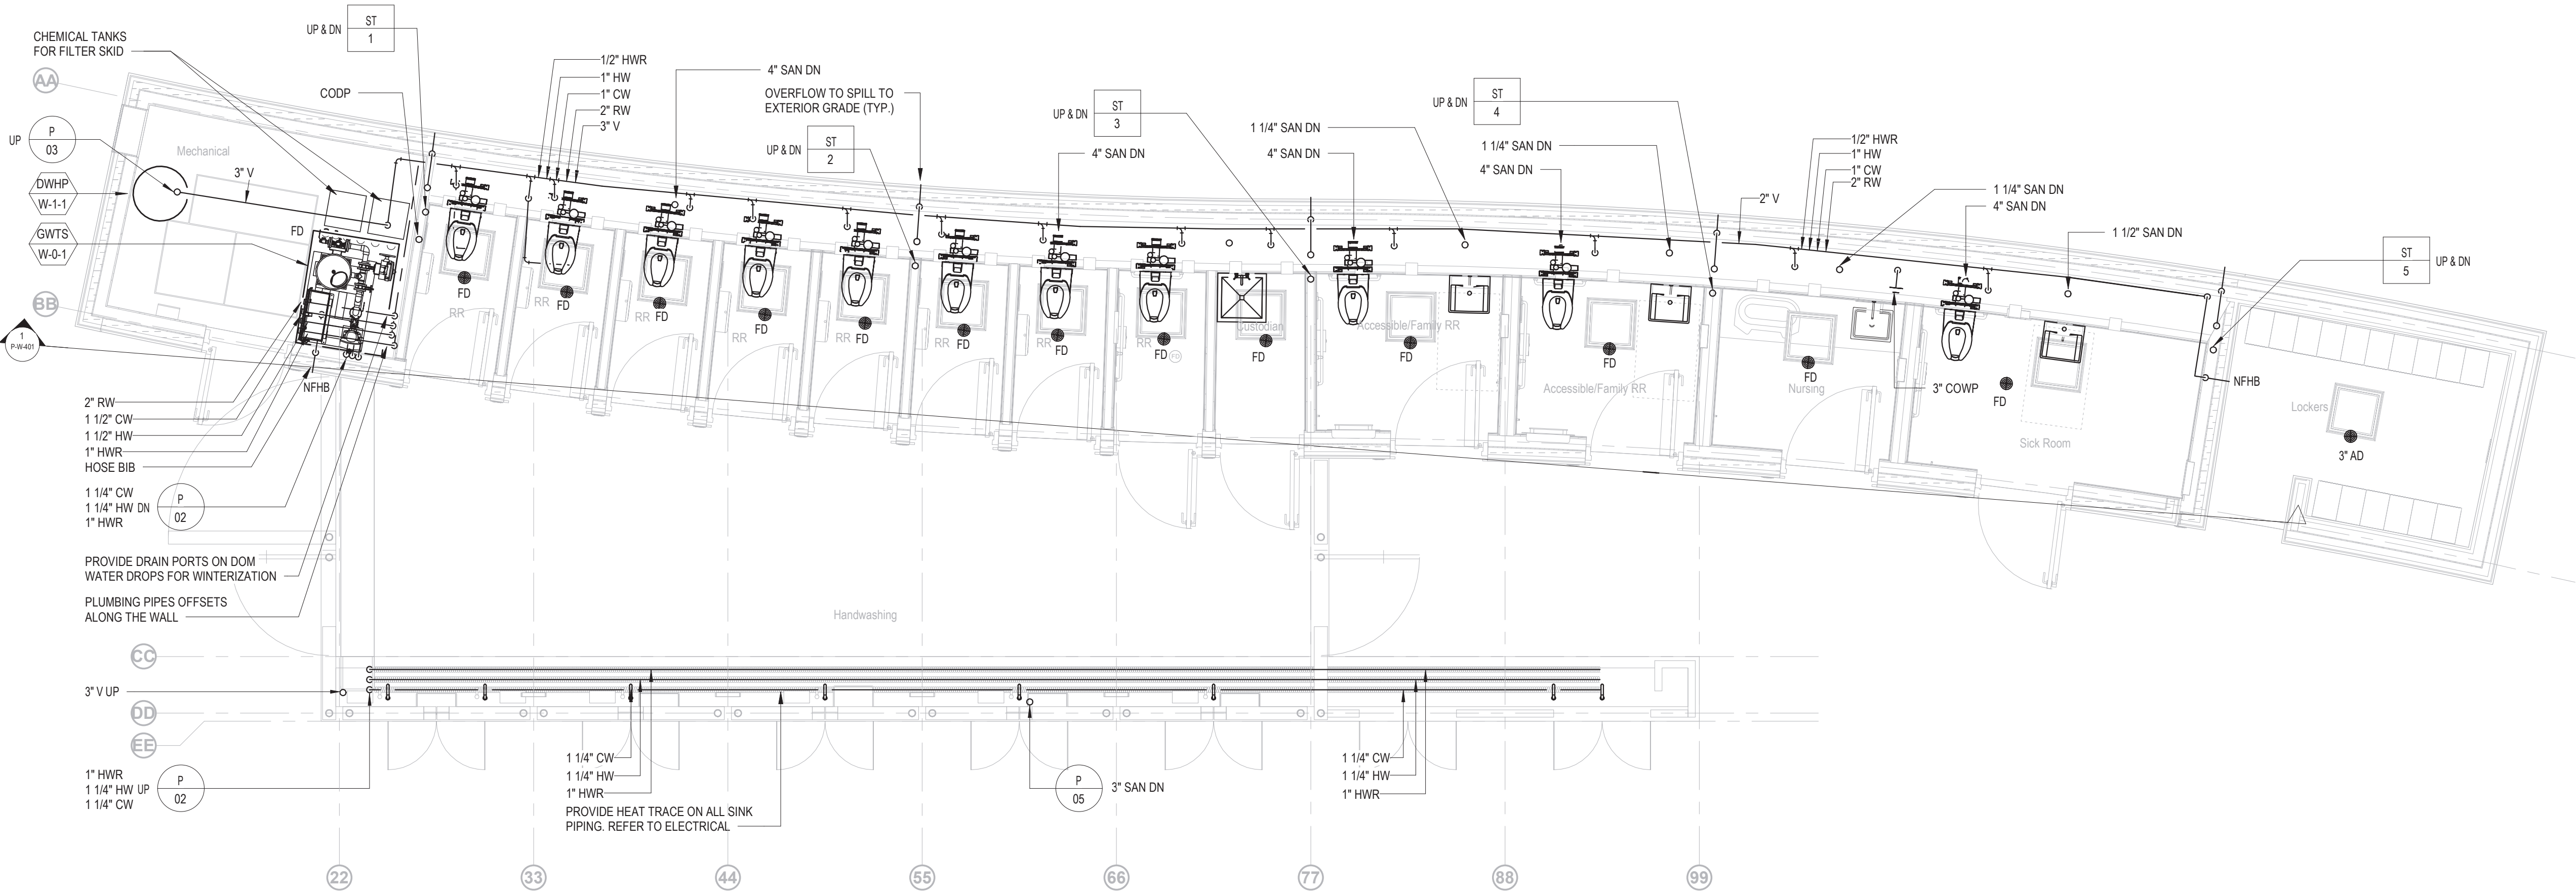 CHEMICAL TANKS
FOR FILTER SKID
UP & DN
ST
1
CODP
AA
UP
P
03
Mechanical
3" V
DWHP
W-1-1
GWTS
W-0-1
FD
BB
1
P-W-401
NFHB
1/2" HWR
1" HW
1" CW
2" RW
3" V
4" SAN DN
OVERFLOW TO SPILL TO
EXTERIOR GRADE (TYP.)
UP & DN
ST
2
UP & DN
ST
3
4" SAN DN
1 1/4" SAN DN
4" SAN DN
UP & DN
ST
4
1 1/4" SAN DN
4" SAN DN
2" V
1/2" HWR
1" HW
1" CW
2" RW
1 1/4" SAN DN
4" SAN DN
1 1/2" SAN DN
ST
5
UP & DN
FD
RR
FD
RR
FD
RR
FD
RR
FD
RR
FD
RR
FD
RR
FD
RR
FD
Custodian
FD
Accessible/Family RR
FD
Accessible/Family RR
FD
FD
Nursing
3" COWP
FD
Sick Room
NFHB
Lockers
3" AD
2" RW
1 1/2" CW
1 1/2" HW
1" HWR
HOSE BIB
1 1/4" CW
1 1/4" HW DN
1" HWR
P
02
PROVIDE DRAIN PORTS ON DOM
WATER DROPS FOR WINTERIZATION
PLUMBING PIPES OFFSETS
ALONG THE WALL
Handwashing
CC
3" V UP
DD
EE
1" HWR
1 1/4" HW UP
1 1/4" CW
P
02
1 1/4" CW
1 1/4" HW
1" HWR
PROVIDE HEAT TRACE ON ALL SINK
PIPING. REFER TO ELECTRICAL
P
05
3" SAN DN
1 1/4" CW
1 1/4" HW
1" HWR
22
33
44
55
66
77
88
99